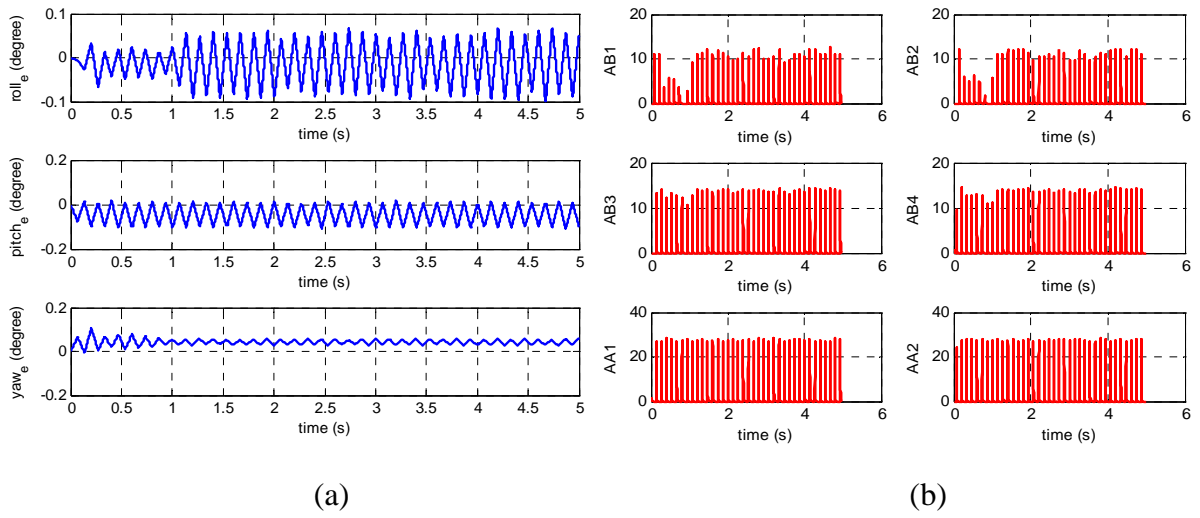 0.1
0
-0.1
roll_e (degree)
0 0.5 1 1.5 2 2.5 3 3.5 4 4.5 5
time (s)
0.2
0
-0.2
pitch_e (degree)
0 0.5 1 1.5 2 2.5 3 3.5 4 4.5 5
time (s)
0.2
0
-0.2
yaw_e (degree)
0 0.5 1 1.5 2 2.5 3 3.5 4 4.5 5
time (s)
(a)
20
10
0
AB1
0 2 4 6
time (s)
20
10
0
AB2
0 2 4 6
time (s)
20
10
0
AB3
0 2 4 6
time (s)
20
10
0
AB4
0 2 4 6
time (s)
40
20
0
AA1
0 2 4 6
time (s)
40
20
0
AA2
0 2 4 6
time (s)
(b)